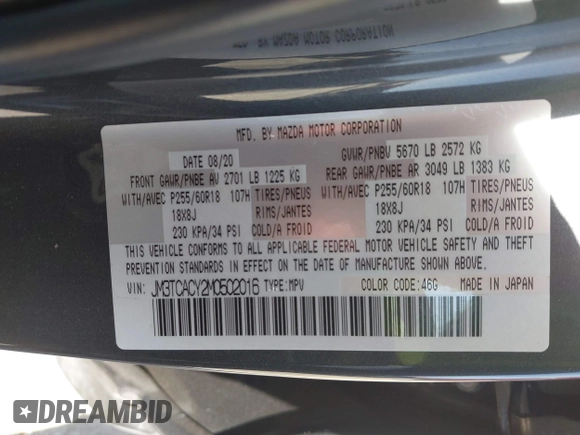 MFD. BY MAZDA MOTOR CORPORATION
DATE 08/20 GVWR/PNBV 5670 LB 2572 KG
FRONT GAWR/PNBE AV 2701 LB 1225 KG REAR GAWR/PNBE AR 3049 LB 1383 KG
WITH/AVEC P255/60R18 107H TIRES/PNEUS WITH/AVEC P255/60R18 107H TIRES/PNEUS
18X8J RIMS/JANTES 18X8J RIMS/JANTES
230 KPA/34 PSI COLD/A FROID 230 KPA/34 PSI COLD/A FROID
THIS VEHICLE CONFORMS TO ALL APPLICABLE FEDERAL MOTOR VEHICLE SAFETY AND THEFT
PREVENTION STANDARDS IN EFFECT ON THE DATE OF MANUFACTURE SHOWN ABOVE.
VIN: JM3TCACY2M0502016 TYPE:MPV COLOR CODE:46G MADE IN JAPAN
DREAMBID